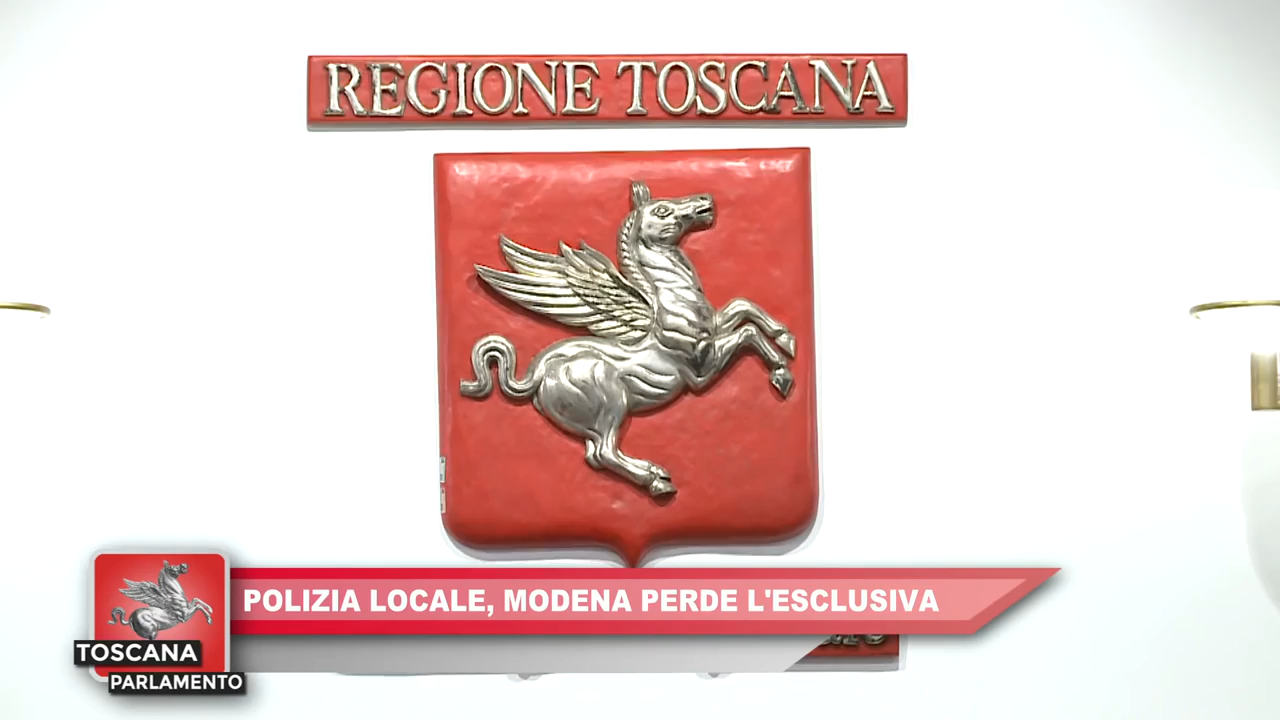 REGIONE TOSCANA
POLIZIA LOCALE, MODENA PERDE L'ESCLUSIVA
TOSCANA
PARLAMENTO